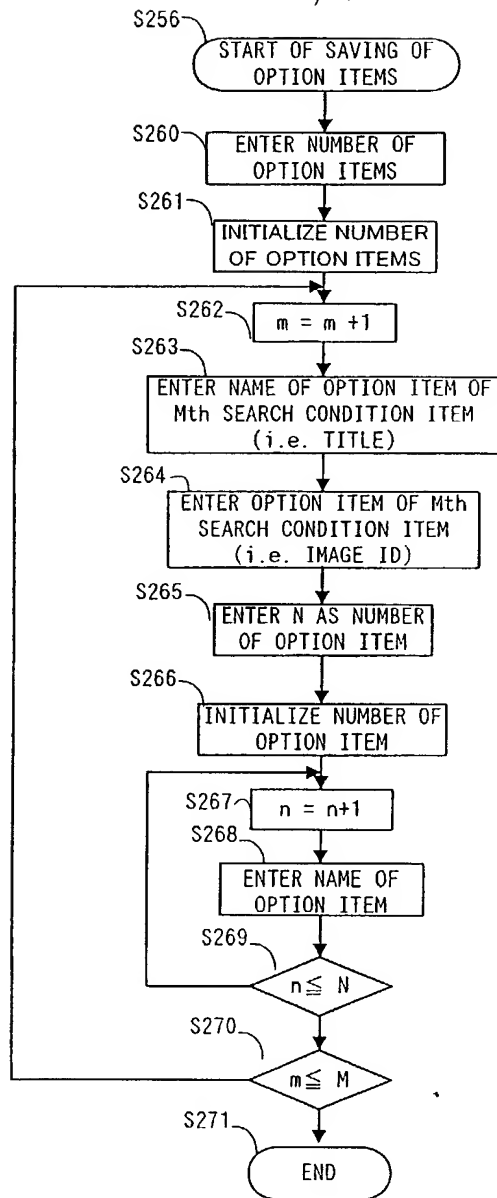 S256
START OF SAVING OF
OPTION ITEMS
S260
ENTER NUMBER OF
OPTION ITEMS
S261
INITIALIZE NUMBER
OF OPTION ITEMS
S262
m = m +1
S263
ENTER NAME OF OPTION ITEM OF
Mth SEARCH CONDITION ITEM
(i.e. TITLE)
S264
ENTER OPTION ITEM OF Mth
SEARCH CONDITION ITEM
(i.e. IMAGE ID)
S265
ENTER N AS NUMBER
OF OPTION ITEM
S266
INITIALIZE NUMBER OF
OPTION ITEM
S267
n = n+1
S268
ENTER NAME OF
OPTION ITEM
S269
n ≦ N
S270
m ≦ M
S271
END